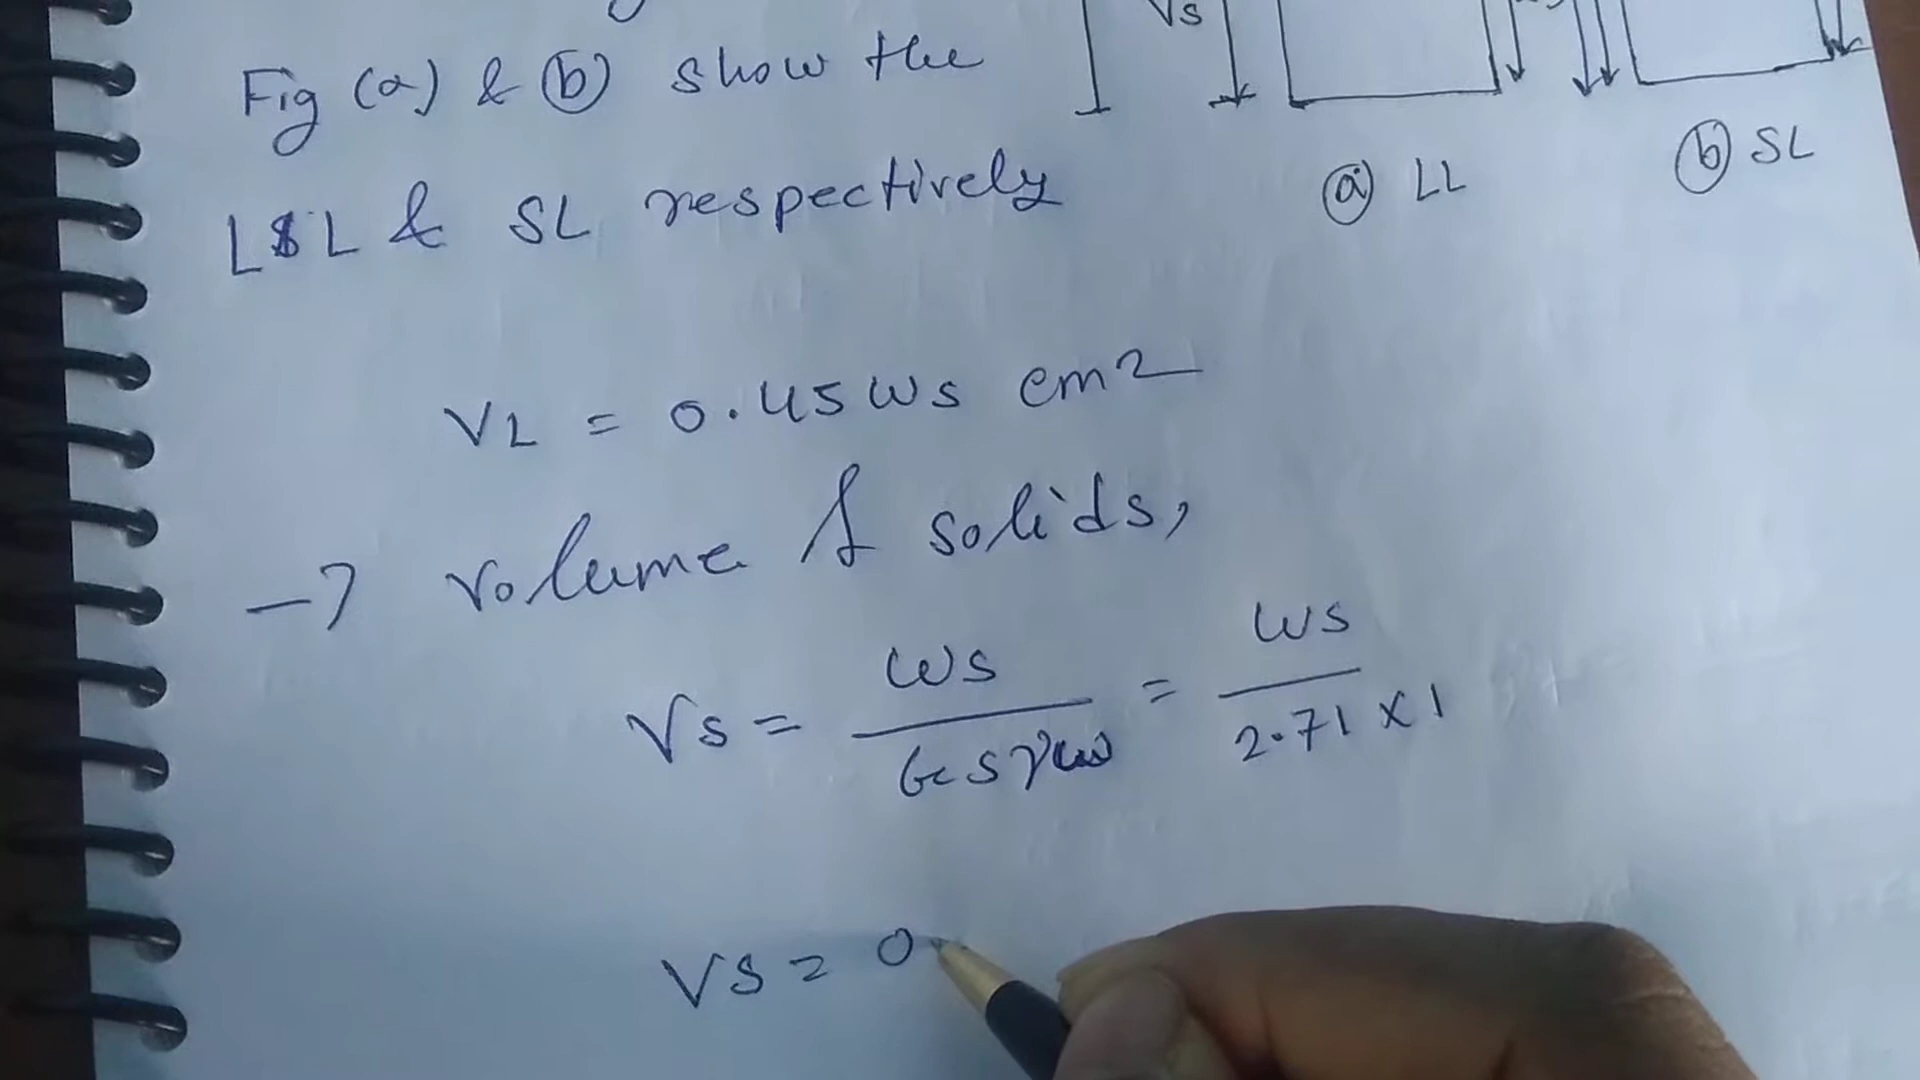 Vs
Fig (a) & (b) show the
LSL & SL respectively
(a) LL
(b) SL
VL = 0.45 Ws cm2
→ volume of solids,
Vs = Ws / Gs γw = Ws / 2.71 x 1
Vs = 0.